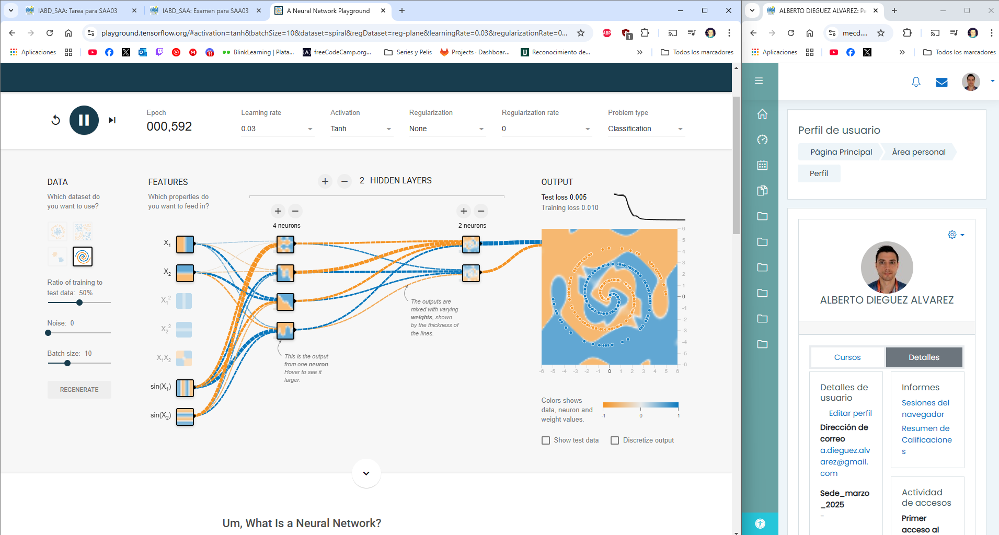 IABD_SAA: Tarea para SAA03
IABD_SAA: Examen para SAA03
A Neural Network Playground
playground.tensorflow.org/#activation=tanh&batchSize=10&dataset=spiral&regDataset=reg-plane&learningRate=0.03&regularizationRate=0...
ABP
1
Aplicaciones
11
BlinkLearning | Plata...
freeCodeCamp.org...
Series y Pelis
Projects · Dashboar...
Reconocimiento de...
Todos los marcadores
Epoch
000,592
Learning rate
0.03
Activation
Tanh
Regularization
None
Regularization rate
0
Problem type
Classification
DATA
Which dataset do
you want to use?
Ratio of training to
test data: 50%
Noise: 0
Batch size: 10
REGENERATE
FEATURES
Which properties do
you want to feed in?
X1
X2
X1²
X2²
X1X2
sin(X1)
sin(X2)
+ − 2 HIDDEN LAYERS
+ −
4 neurons
+ −
2 neurons
The outputs are
mixed with varying
weights, shown
by the thickness of
the lines.
This is the output
from one neuron.
Hover to see it
larger.
OUTPUT
Test loss 0.005
Training loss 0.010
6
5
4
3
2
1
0
-1
-2
-3
-4
-5
-6
-6 -5 -4 -3 -2 -1 0 1 2 3 4 5 6
Colors shows
data, neuron and
weight values.
-1 0 1
Show test data
Discretize output
Um, What Is a Neural Network?
ALBERTO DIEGUEZ ALVAREZ: Pe
mecd....
Aplicaciones
Todos los marcadores
Perfil de usuario
Página Principal
Área personal
Perfil
ALBERTO DIEGUEZ ALVAREZ
Cursos
Detalles
Detalles de
usuario
Editar perfil
Dirección de
correo
a.dieguez.alv
arez@gmail.
com
Sede_marzo
_2025
-
Informes
Sesiones del
navegador
Resumen de
Calificacione
s
Actividad
de accesos
Primer
acceso al